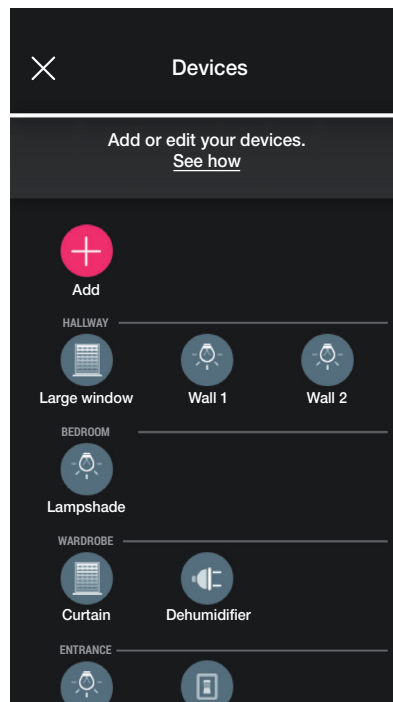 Devices
Add or edit your devices.
See how
Add
HALLWAY
Large window
Wall 1
Wall 2
BEDROOM
Lampshade
WARDROBE
Curtain
Dehumidifier
ENTRANCE